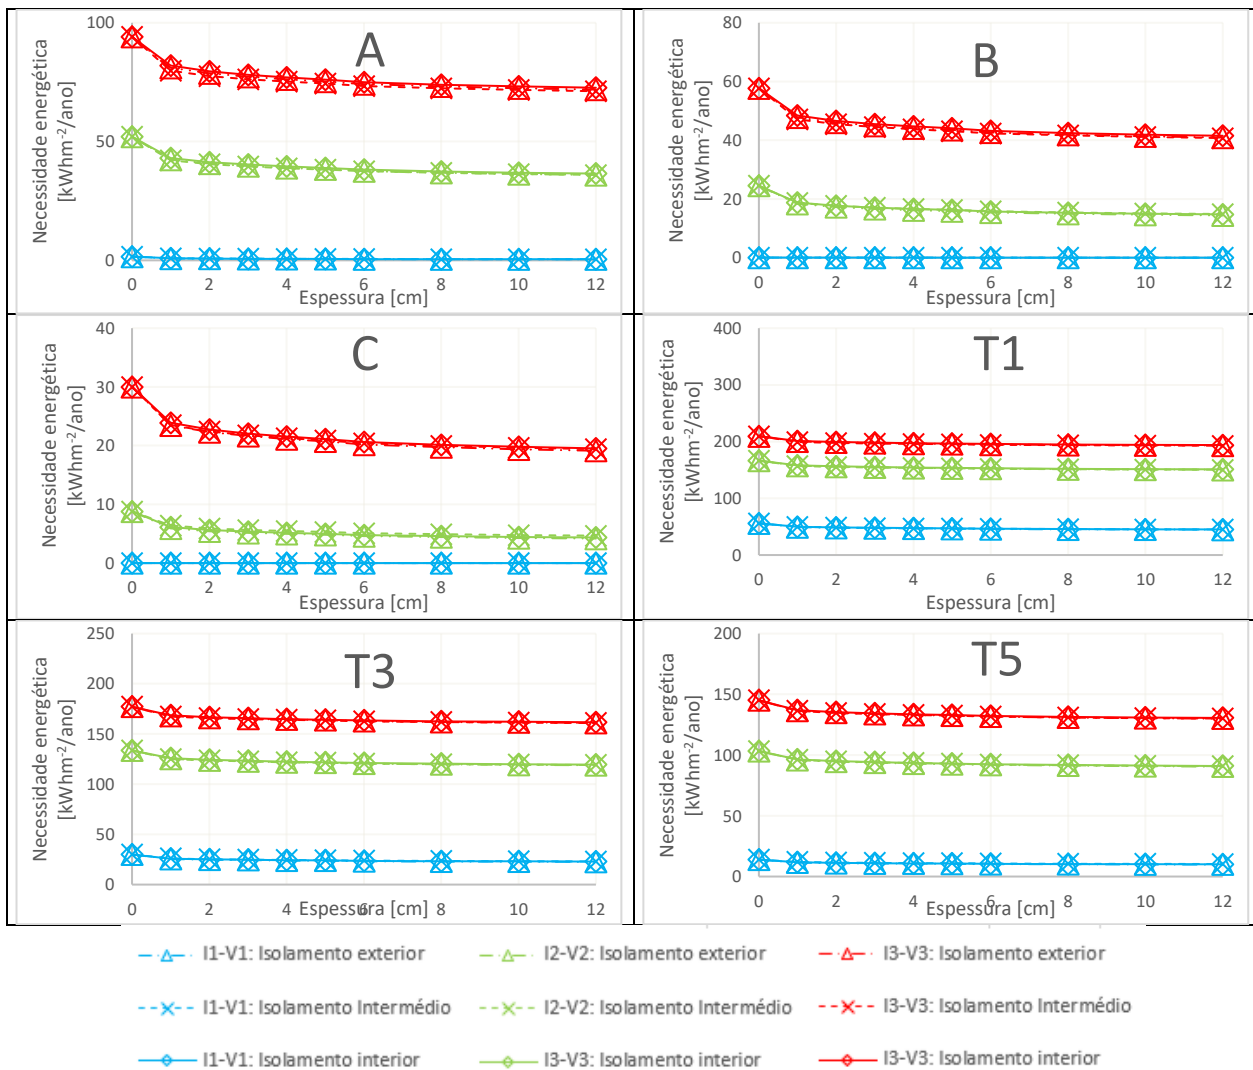 A
Necessidade energética
[kWhm⁻²/ano]
100
50
0
0 2 4 6 8 10 12
Espessura [cm]
B
Necessidade energética
[kWhm⁻²/ano]
80
60
40
20
0
0 2 4 6 8 10 12
Espessura [cm]
C
Necessidade energética
[kWhm⁻²/ano]
40
30
20
10
0
0 2 4 6 8 10 12
Espessura [cm]
T1
Necessidade energética
[kWhm⁻²/ano]
400
300
200
100
0
0 2 4 6 8 10 12
Espessura [cm]
T3
Necessidade energética
[kWhm⁻²/ano]
250
200
150
100
50
0
0 2 4 6 8 10 12
Espessura [cm]
T5
Necessidade energética
[kWhm⁻²/ano]
200
150
100
50
0
0 2 4 6 8 10 12
Espessura [cm]
I1-V1: Isolamento exterior
I2-V2: Isolamento exterior
I3-V3: Isolamento exterior
I1-V1: Isolamento Intermédio
I2-V2: Isolamento Intermédio
I3-V3: Isolamento Intermédio
I1-V1: Isolamento interior
I3-V3: Isolamento interior
I3-V3: Isolamento interior